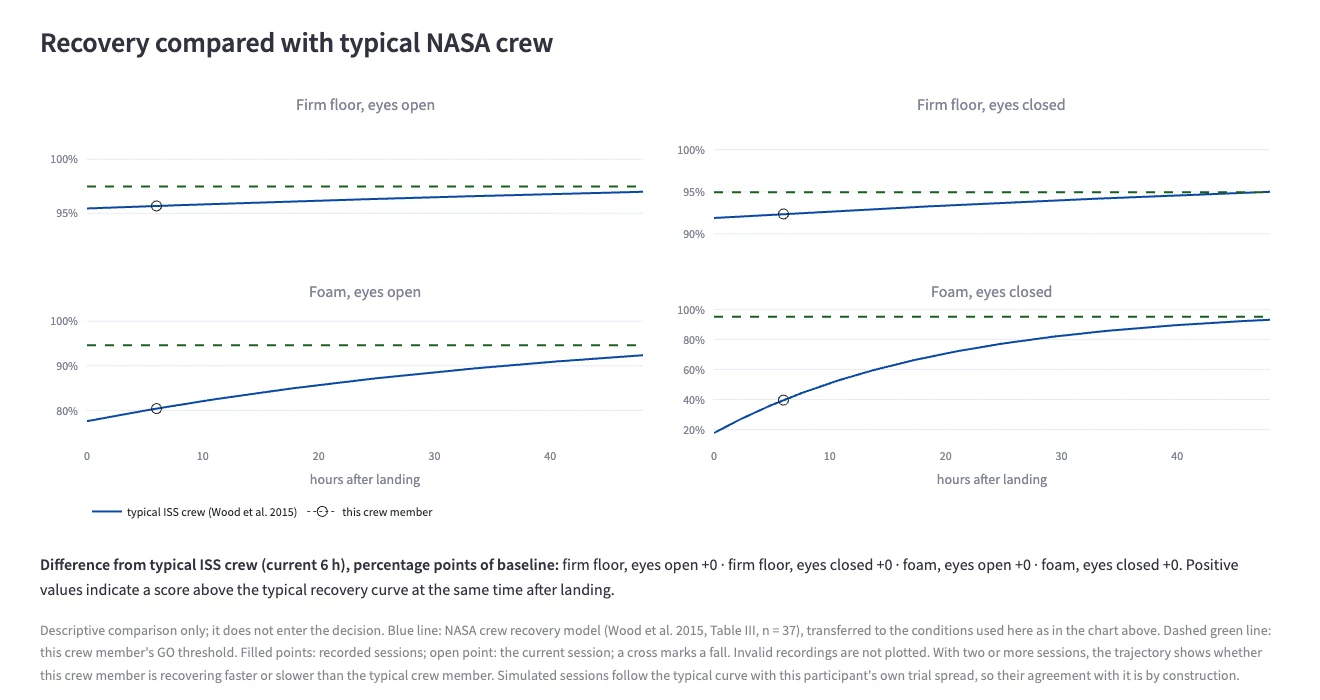 Recovery compared with typical NASA crew
Firm floor, eyes open
100%
95%
Firm floor, eyes closed
100%
95%
90%
Foam, eyes open
100%
90%
80%
0 10 20 30 40
hours after landing
Foam, eyes closed
100%
80%
60%
40%
20%
0 10 20 30 40
hours after landing
typical ISS crew (Wood et al. 2015) this crew member
Difference from typical ISS crew (current 6 h), percentage points of baseline: firm floor, eyes open +0 · firm floor, eyes closed +0 · foam, eyes open +0 · foam, eyes closed +0. Positive
values indicate a score above the typical recovery curve at the same time after landing.
Descriptive comparison only; it does not enter the decision. Blue line: NASA crew recovery model (Wood et al. 2015, Table III, n = 37), transferred to the conditions used here as in the chart above. Dashed green line:
this crew member's GO threshold. Filled points: recorded sessions; open point: the current session; a cross marks a fall. Invalid recordings are not plotted. With two or more sessions, the trajectory shows whether
this crew member is recovering faster or slower than the typical crew member. Simulated sessions follow the typical curve with this participant's own trial spread, so their agreement with it is by construction.